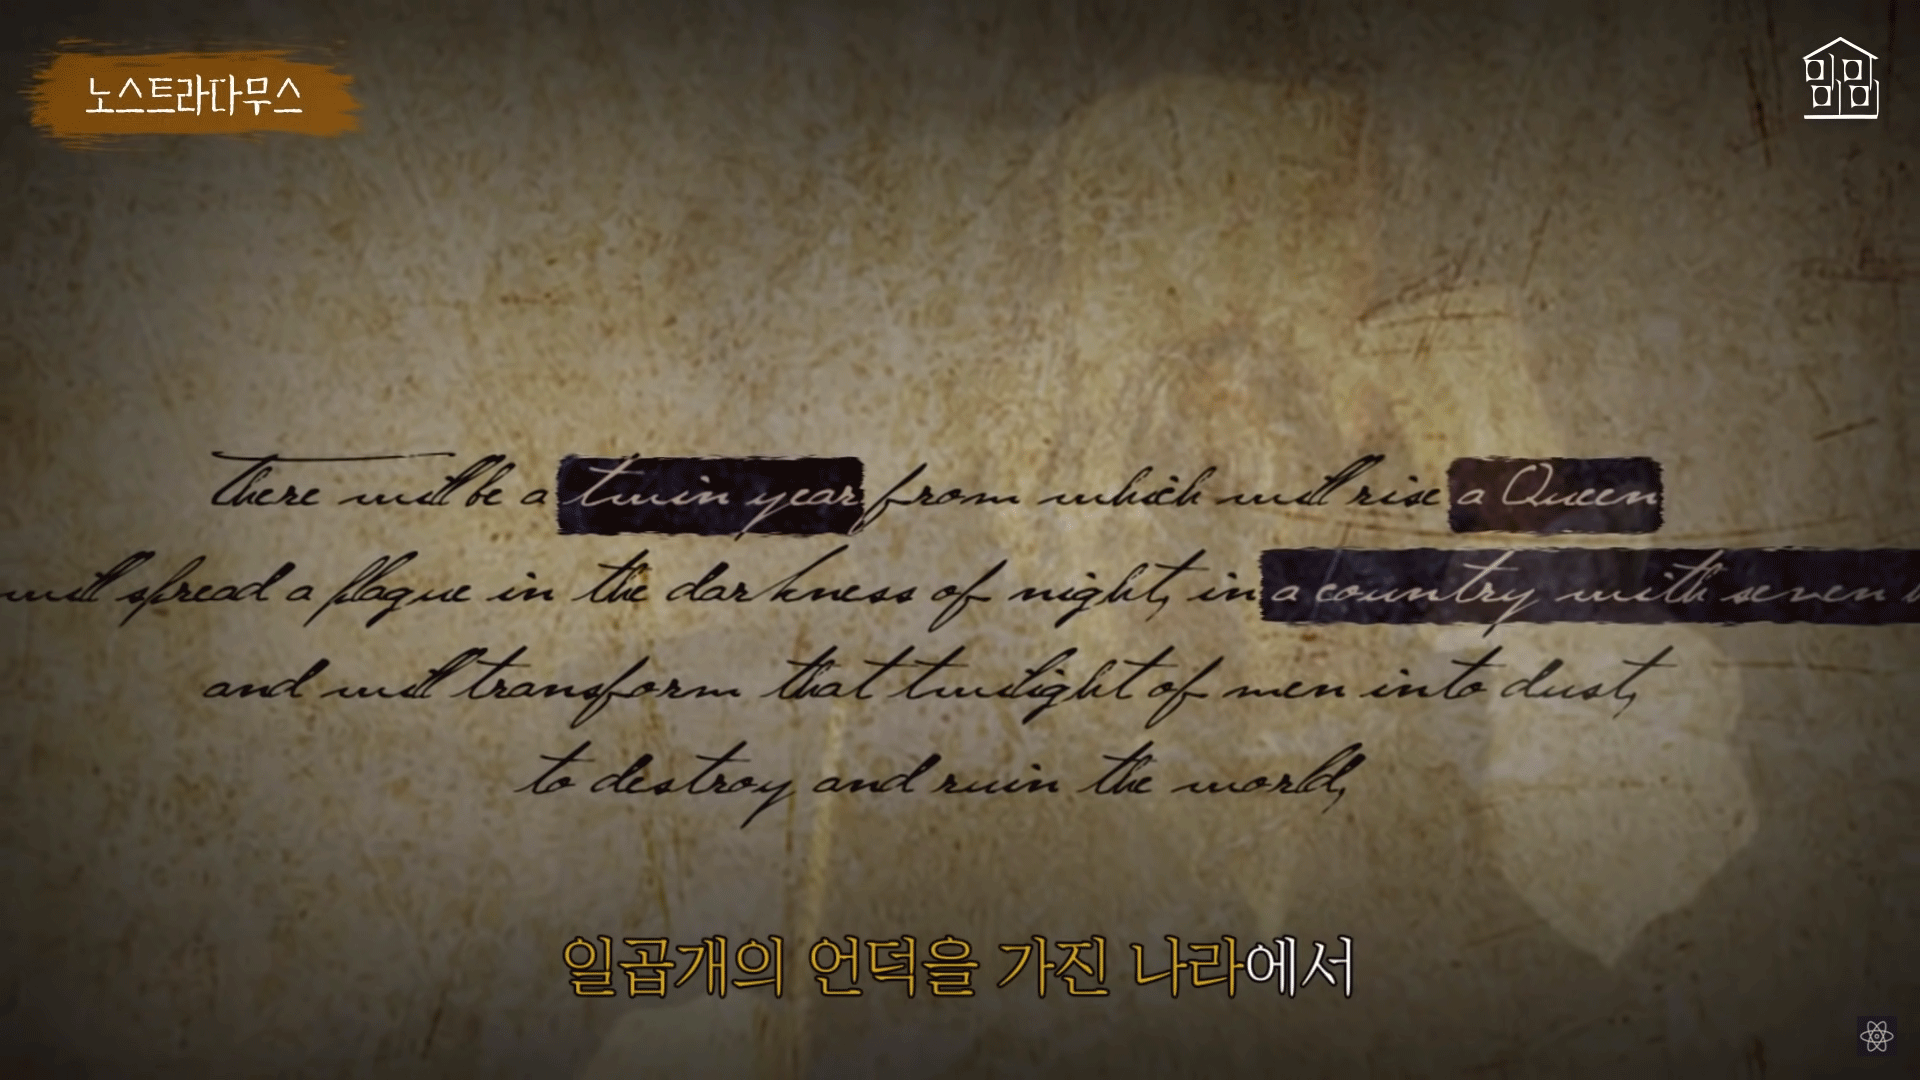 노스트라다무스
There will be a twin year from which will rise a Queen
will spread a plague in the darkness of night, in a country with seven
and will transform that twilight of men into dust,
to destroy and ruin the world,
일곱개의 언덕을 가진 나라에서